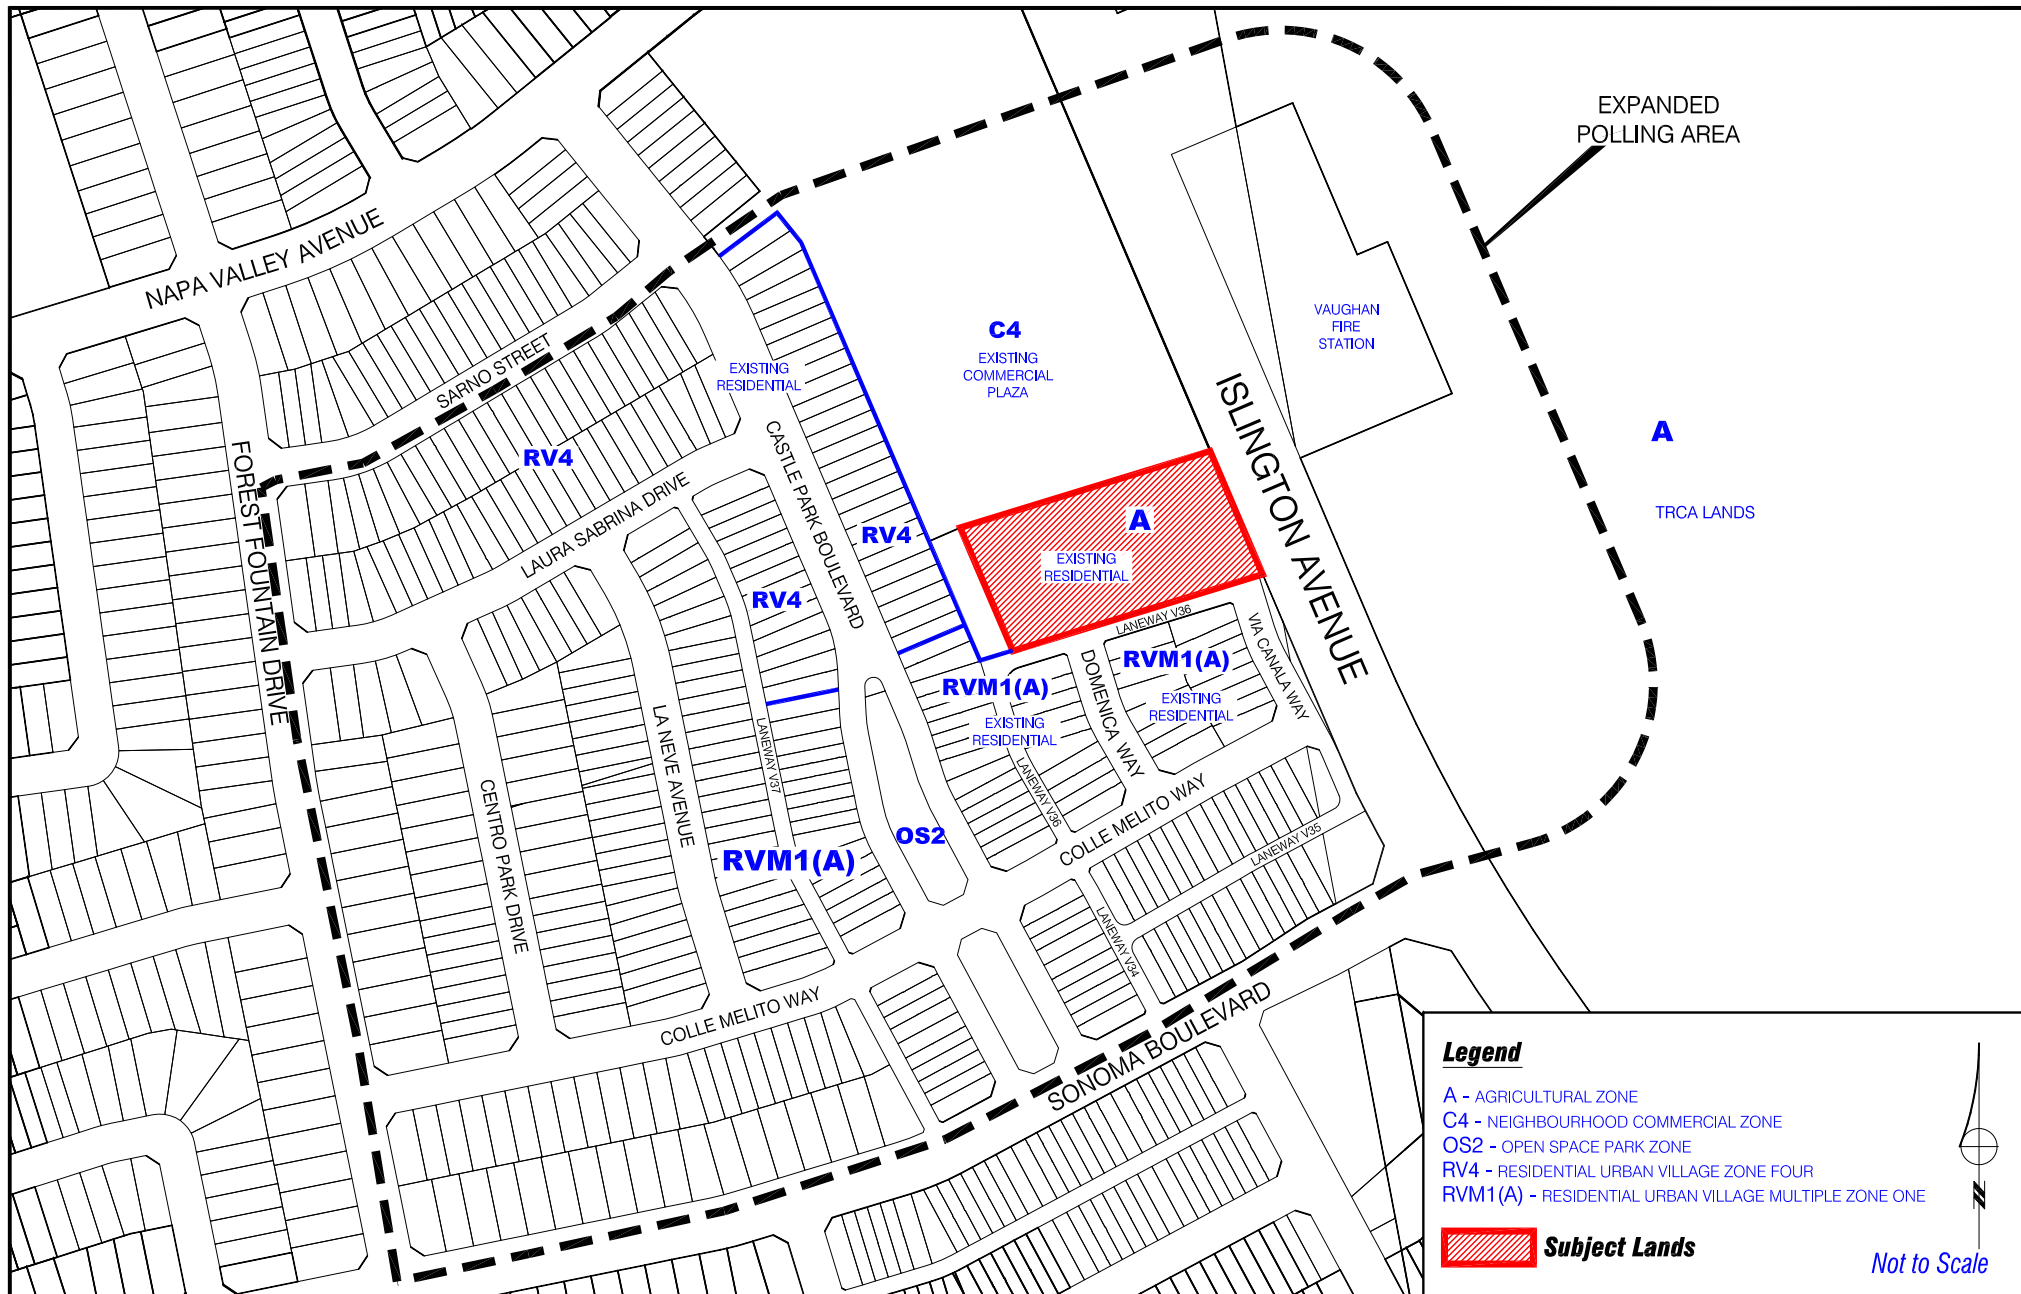 EXPANDED
POLLING AREA
NAPA VALLEY AVENUE
SARNO STREET
EXISTING
RESIDENTIAL
C4
EXISTING
COMMERCIAL
PLAZA
VAUGHAN
FIRE
STATION
ISLINGTON AVENUE
A
TRCA LANDS
FOREST FOUNTAIN DRIVE
RV4
LAURA SABRINA DRIVE
CASTLE PARK BOULEVARD
RV4
RV4
A
EXISTING
RESIDENTIAL
LANEWAY V36
VIA CANALA WAY
DOMENICA WAY
RVM1(A)
EXISTING
RESIDENTIAL
RVM1(A)
EXISTING
RESIDENTIAL
LANEWAY V36
LANEWAY V37
LA NEVE AVENUE
CENTRO PARK DRIVE
RVM1(A)
OS2
COLLE MELITO WAY
LANEWAY V35
LANEWAY V34
COLLE MELITO WAY
SONOMA BOULEVARD
Legend
A - AGRICULTURAL ZONE
C4 - NEIGHBOURHOOD COMMERCIAL ZONE
OS2 - OPEN SPACE PARK ZONE
RV4 - RESIDENTIAL URBAN VILLAGE ZONE FOUR
RVM1(A) - RESIDENTIAL URBAN VILLAGE MULTIPLE ZONE ONE
Subject Lands
N
Not to Scale